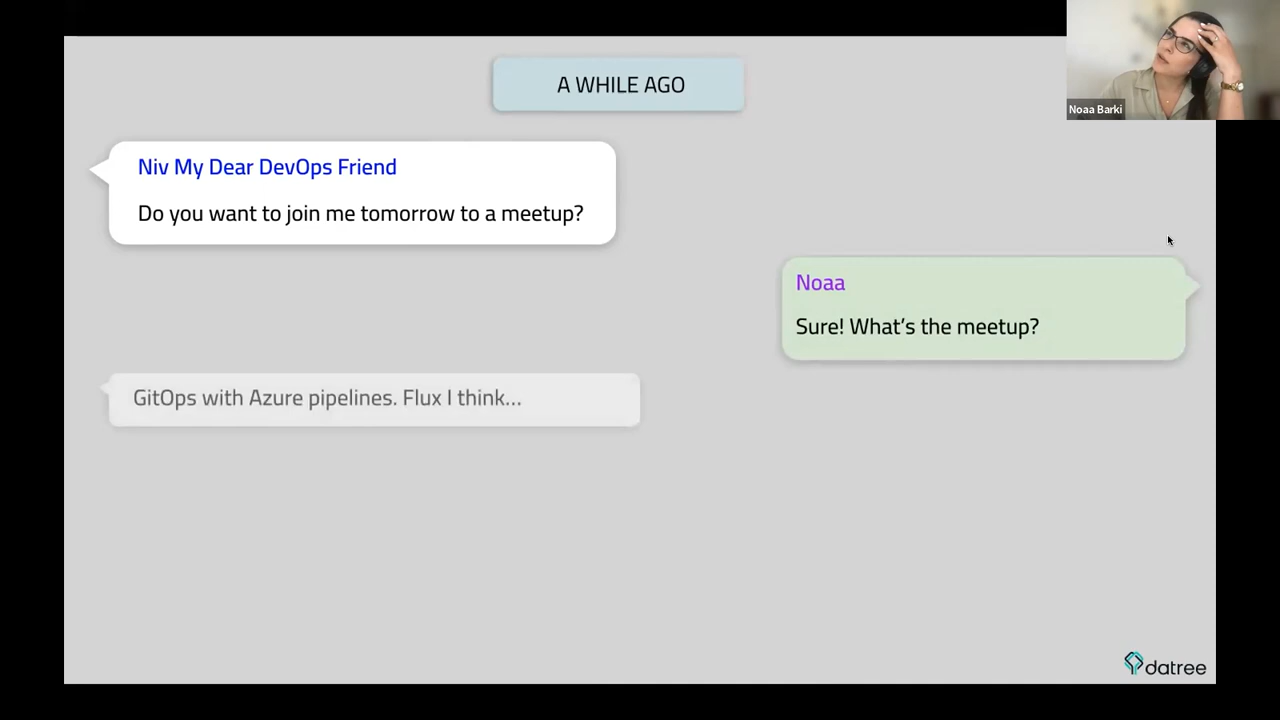 A WHILE AGO
Noaa Barki
Niv My Dear DevOps Friend
Do you want to join me tomorrow to a meetup?
Noaa
Sure! What’s the meetup?
GitOps with Azure pipelines. Flux I think...
datree